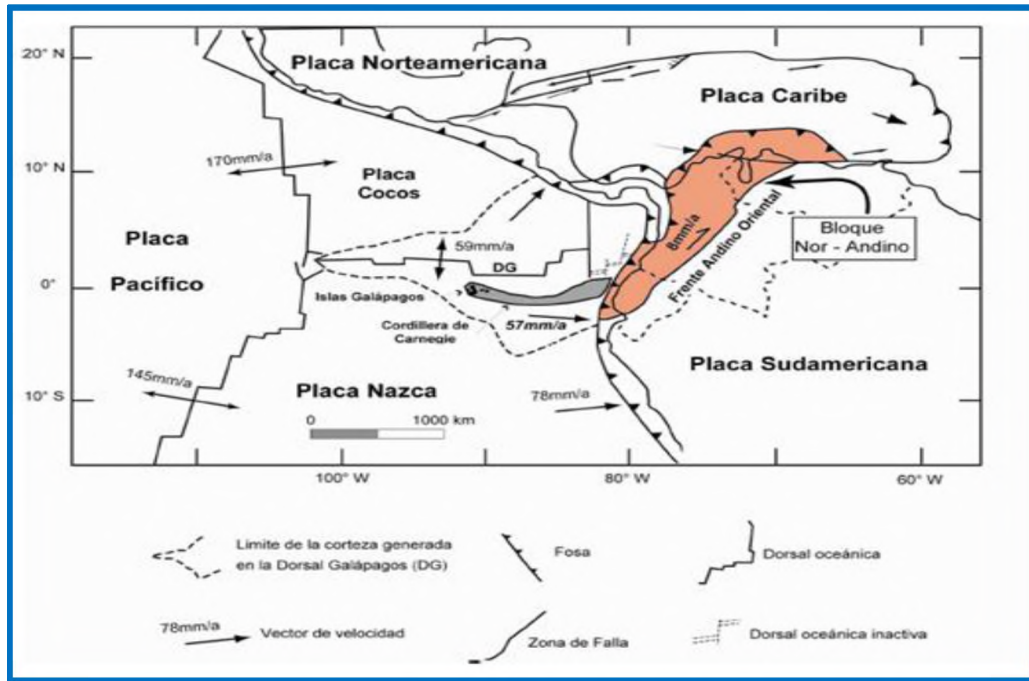 20° N
10° N
0°
10° S
Placa Norteamericana
Placa Caribe
170mm/a
Placa
Cocos
Placa
Pacífico
59mm/a
DG
Islas Galápagos
Cordillera de
Carnegie
57mm/a
8mm/a
Frente Andino Oriental
Bloque
Nor - Andino
Placa Sudamericana
145mm/a
Placa Nazca
78mm/a
0 1000 km
100° W 80° W 60° W
Limite de la corteza generada
en la Dorsal Galápagos (DG)
Fosa
Dorsal oceánica
78mm/a
Vector de velocidad
Zona de Falla
Dorsal oceánica inactiva